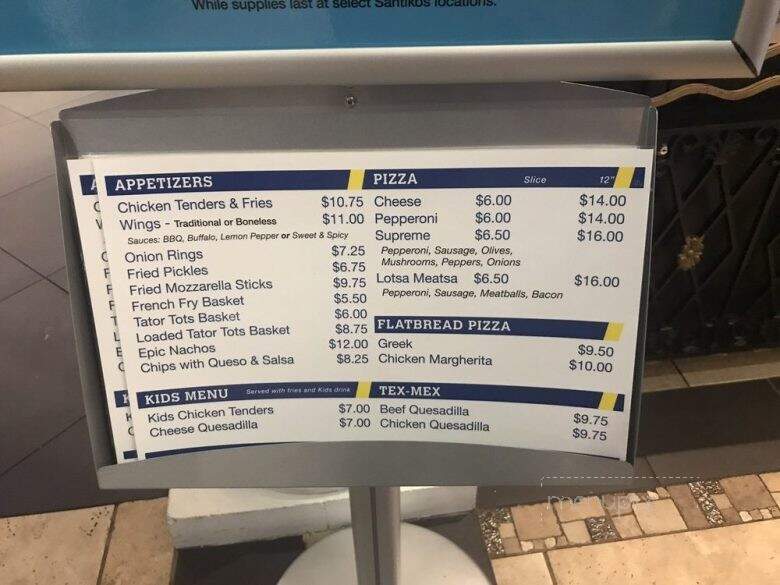 While supplies last at select Santikos locations.
APPETIZERS
Chicken Tenders & Fries $10.75
Wings - Traditional or Boneless $11.00
Sauces: BBQ, Buffalo, Lemon Pepper or Sweet & Spicy
Onion Rings $7.25
Fried Pickles $6.75
Fried Mozzarella Sticks $9.75
French Fry Basket $5.50
Tator Tots Basket $6.00
Loaded Tator Tots Basket $8.75
Epic Nachos $12.00
Chips with Queso & Salsa $8.25
KIDS MENU Served with fries and Kids drink
Kids Chicken Tenders $7.00
Cheese Quesadilla $7.00
PIZZA Slice 12"
Cheese $6.00 $14.00
Pepperoni $6.00 $14.00
Supreme $6.50 $16.00
Pepperoni, Sausage, Olives,
Mushrooms, Peppers, Onions
Lotsa Meatsa $6.50 $16.00
Pepperoni, Sausage, Meatballs, Bacon
FLATBREAD PIZZA
Greek $9.50
Chicken Margherita $10.00
TEX-MEX
Beef Quesadilla $9.75
Chicken Quesadilla $9.75